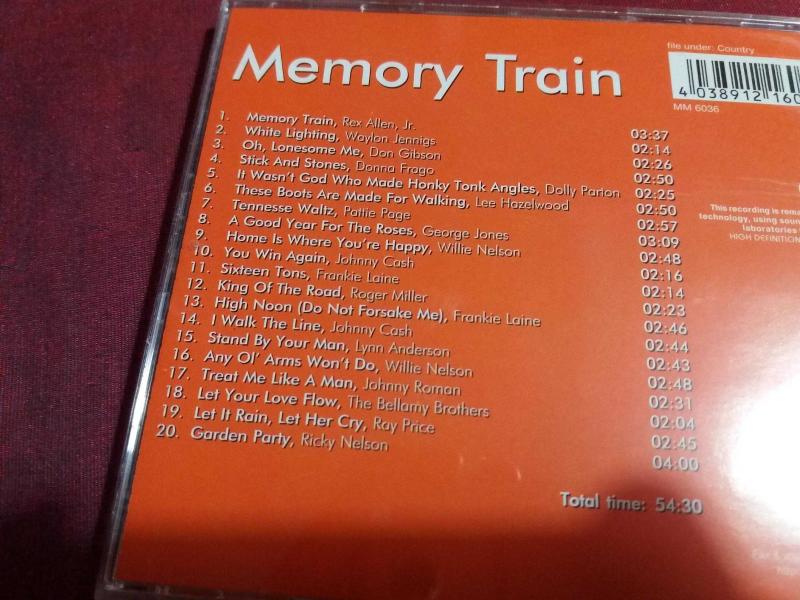 Memory Train
file under: Country
4 038912 160
MM 6036
1. Memory Train, Rex Allen, Jr. 03:37
2. White Lighting, Waylon Jennigs 02:14
3. Oh, Lonesome Me, Don Gibson 02:26
4. Stick And Stones, Donna Frago 02:50
5. It Wasn't God Who Made Honky Tonk Angles, Dolly Parton 02:25
6. These Boots Are Made For Walking, Lee Hazelwood 02:50
7. Tennesse Waltz, Pattie Page 02:57
8. A Good Year For The Roses, George Jones 03:09
9. Home Is Where You're Happy, Willie Nelson 02:48
10. You Win Again, Johnny Cash 02:16
11. Sixteen Tons, Frankie Laine 02:14
12. King Of The Road, Roger Miller 02:23
13. High Noon (Do Not Forsake Me), Frankie Laine 02:46
14. I Walk The Line, Johnny Cash 02:44
15. Stand By Your Man, Lynn Anderson 02:43
16. Any Ol' Arms Won't Do, Willie Nelson 02:48
17. Treat Me Like A Man, Johnny Roman 02:31
18. Let Your Love Flow, The Bellamy Brothers 02:04
19. Let It Rain, Let Her Cry, Ray Price 02:45
20. Garden Party, Ricky Nelson 04:00
Total time: 54:30
This recording is
technology, using
laboratories
HIGH DEFINITION